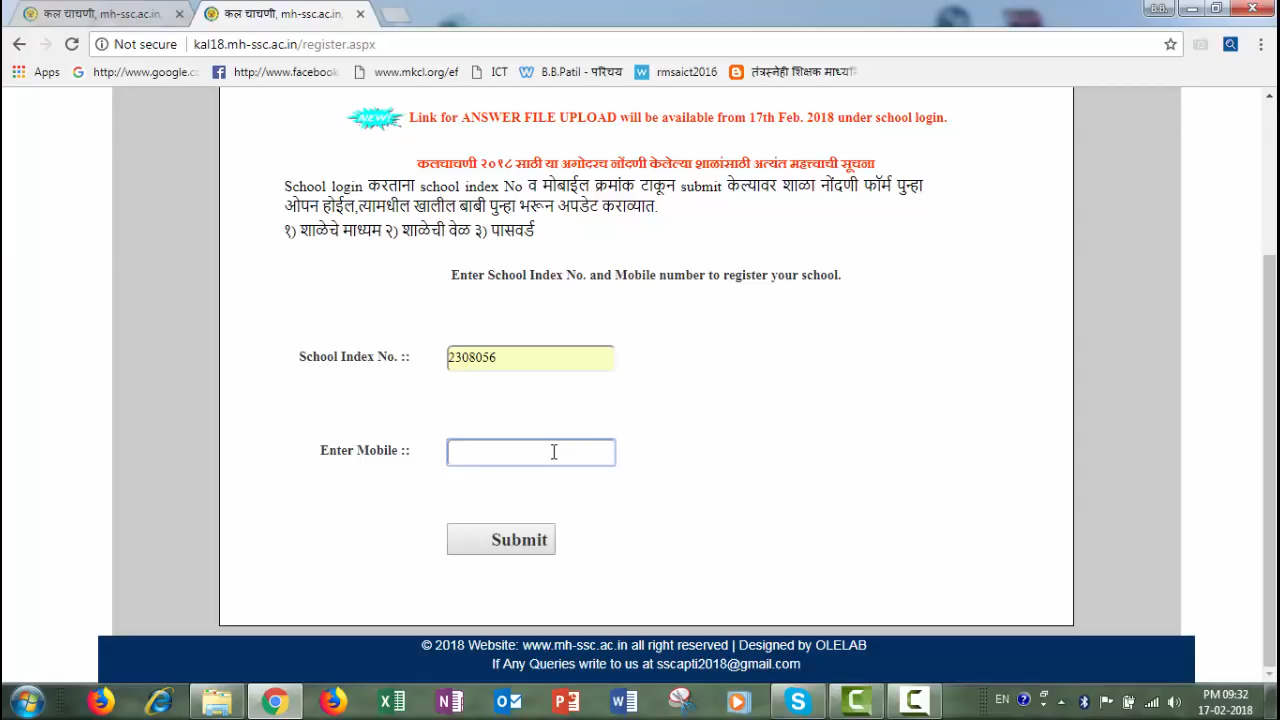 कल चाचणी, mh-ssc.ac.in,
कल चाचणी, mh-ssc.ac.in,
B.B.
Not secure
kal18.mh-ssc.ac.in/register.aspx
Apps
http://www.google.c
http://www.facebook
www.mkcl.org/ef
ICT
B.B.Patil - परिचय
rmsaict2016
तंत्रस्नेही शिक्षक माध्यमि
NEW! Link for ANSWER FILE UPLOAD will be available from 17th Feb. 2018 under school login.
कलचाचणी २०१८ साठी या अगोदरच नोंदणी केलेल्या शाळांसाठी अत्यंत महत्त्वाची सूचना
School login करताना school index No व मोबाईल क्रमांक टाकून submit केल्यावर शाळा नोंदणी फॉर्म पुन्हा
ओपन होईल,त्यामधील खालील बाबी पुन्हा भरून अपडेट कराव्यात.
१) शाळेचे माध्यम २) शाळेची वेळ ३) पासवर्ड
Enter School Index No. and Mobile number to register your school.
School Index No. :: 2308056
Enter Mobile ::
Submit
© 2018 Website: www.mh-ssc.ac.in all right reserved | Designed by OLELAB
If Any Queries write to us at sscapti2018@gmail.com
EN
PM 09:32
17-02-2018